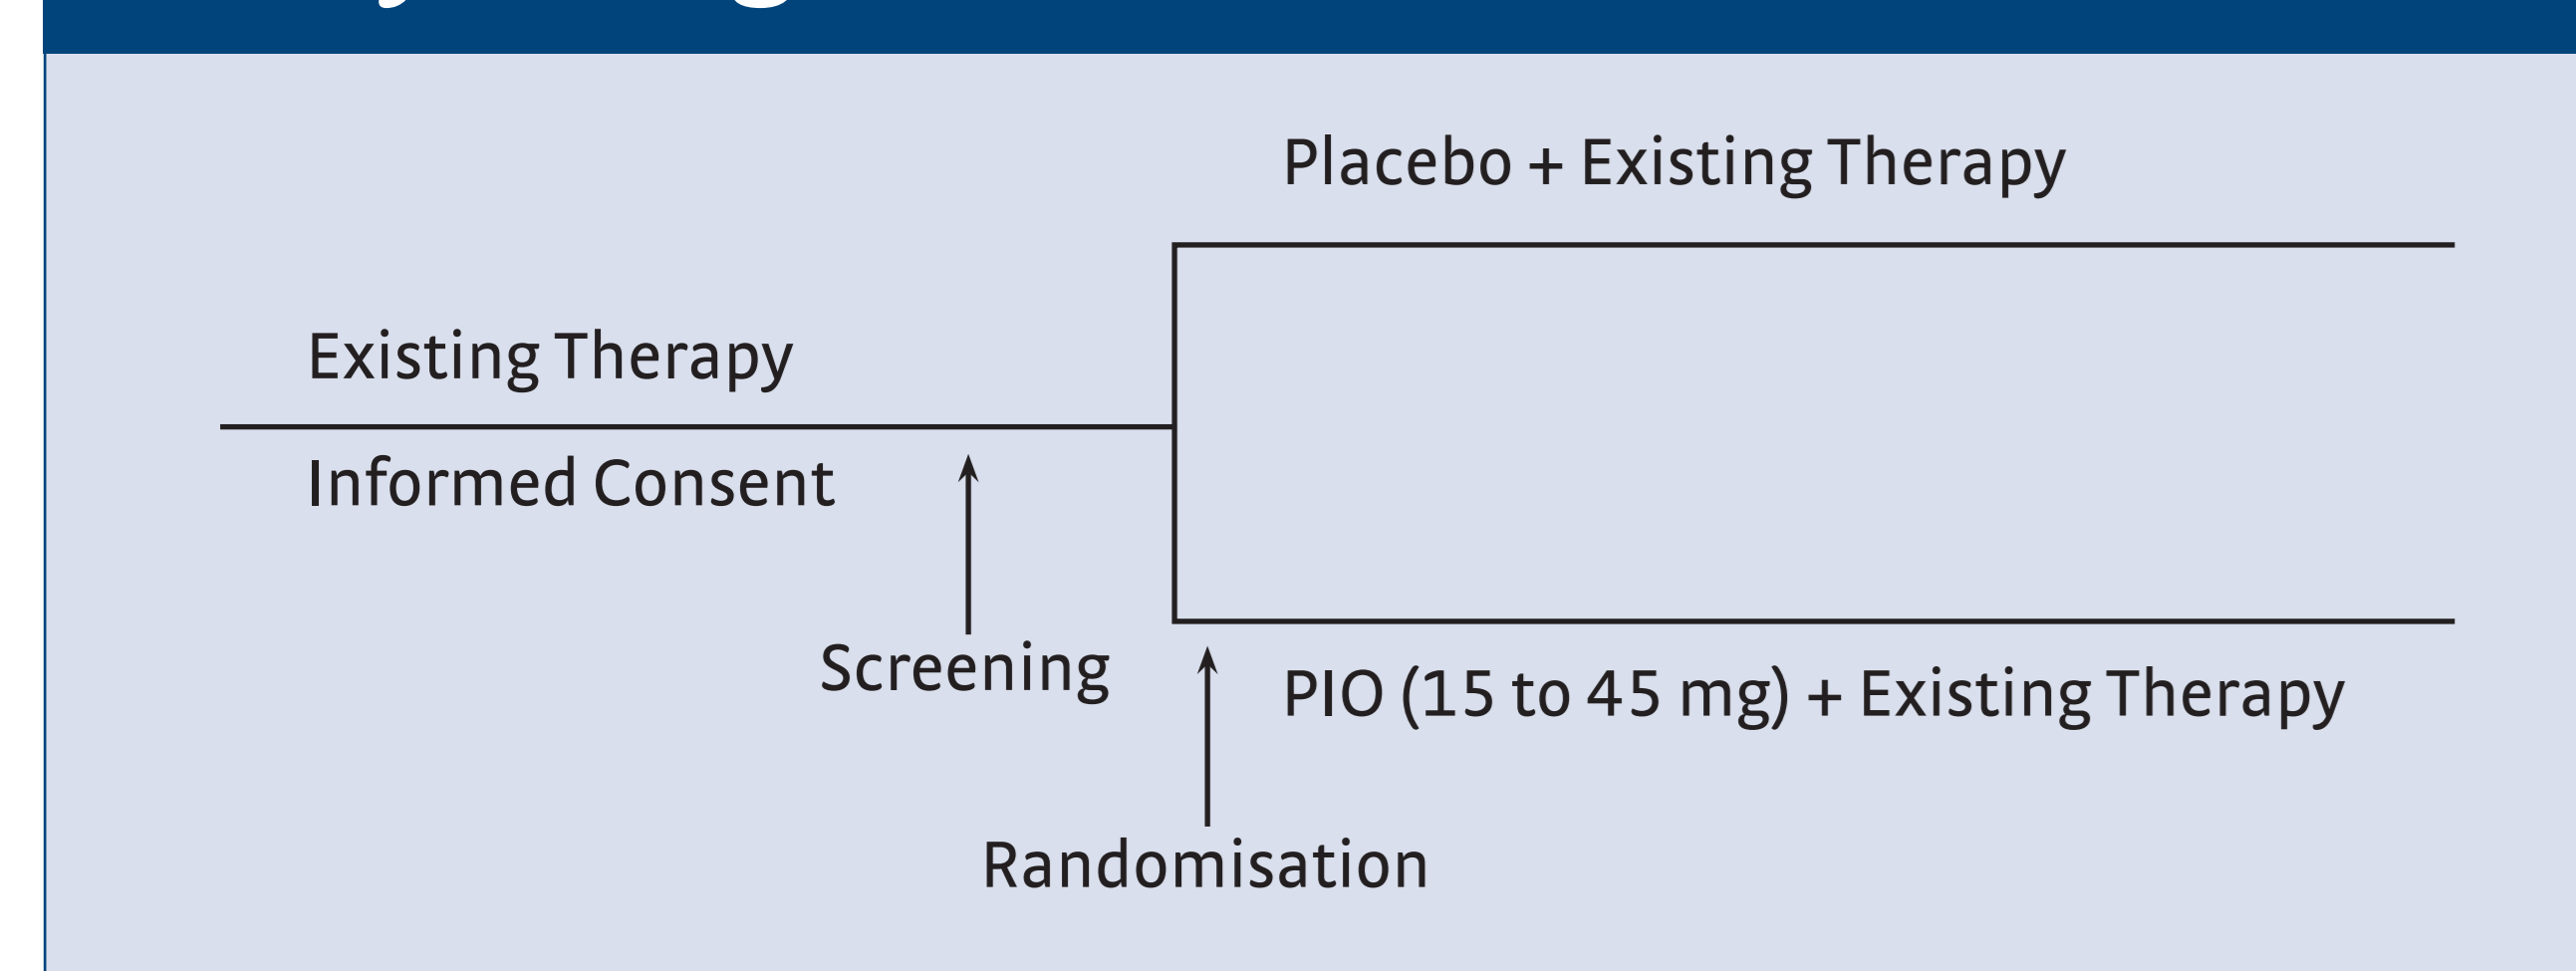 Placebo + Existing Therapy
Existing Therapy
Informed Consent
Screening
PIO (15 to 45 mg) + Existing Therapy
Randomisation